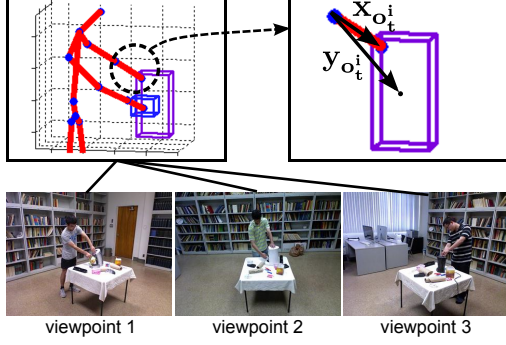 x_{o_t^i}
y_{o_t^i}
viewpoint 1
viewpoint 2
viewpoint 3